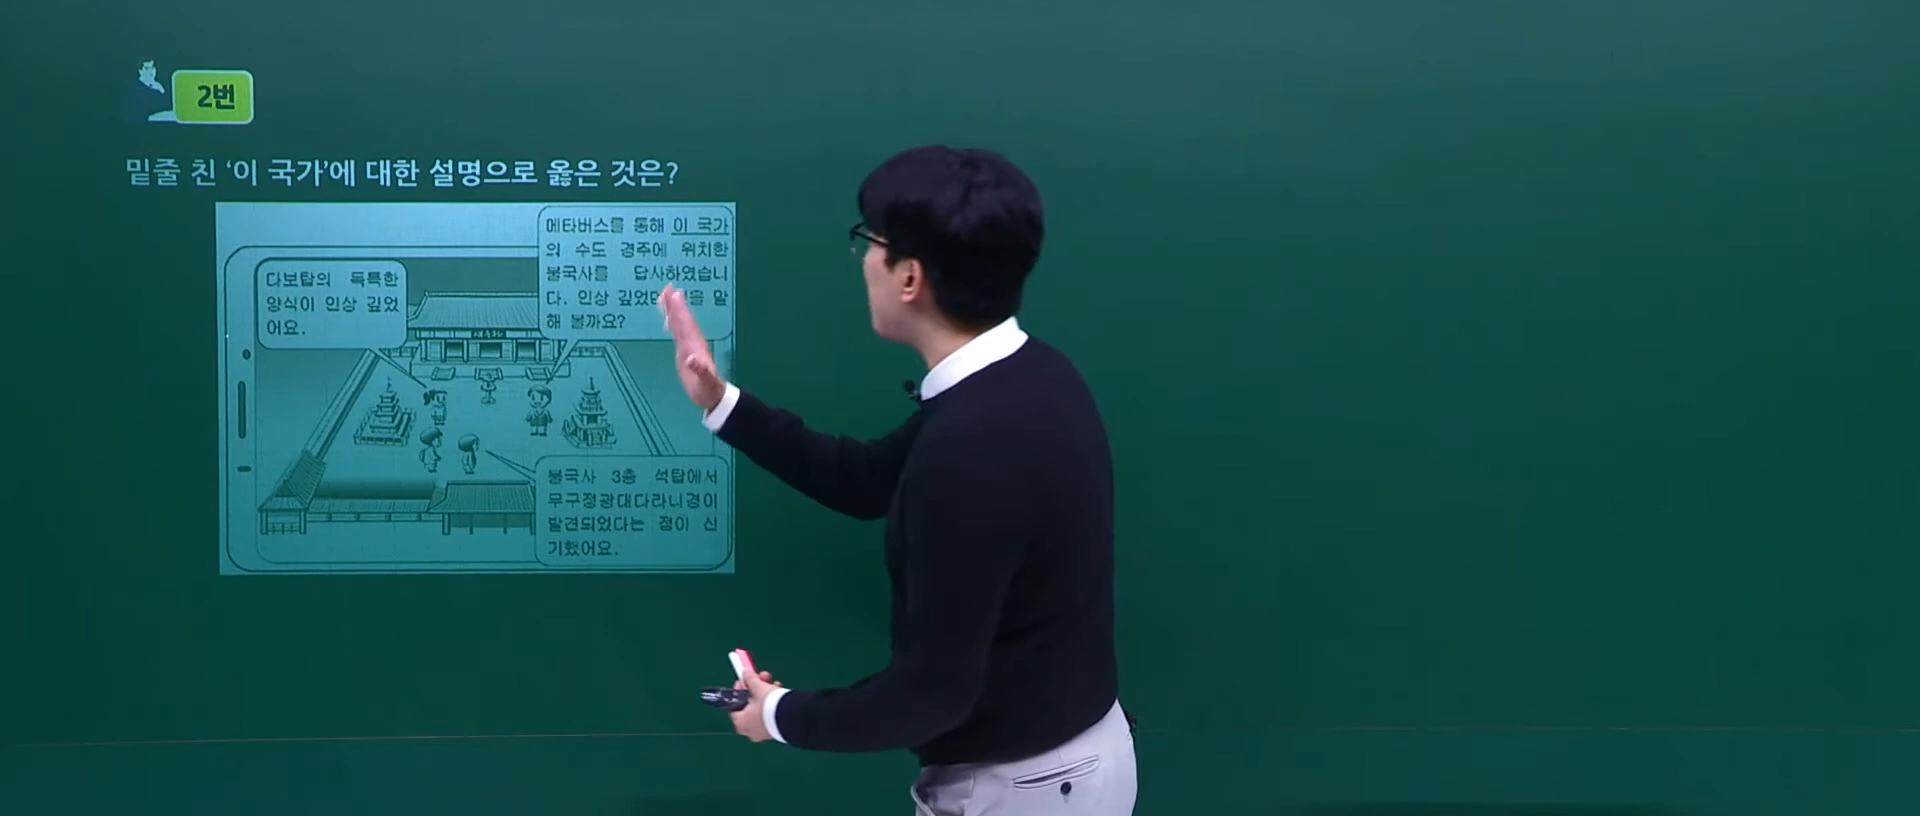 2번
밑줄 친 ‘이 국가’에 대한 설명으로 옳은 것은?
메타버스를 통해 이 국가
의 수도 경주에 위치한
불국사를 답사하였습니
다. 인상 깊었던 을 말
해 볼까요?
다보탑의 독특한
양식이 인상 깊었
어요.
불국사 3층 석탑에서
무구정광대다라니경이
발견되었다는 점이 신
기했어요.